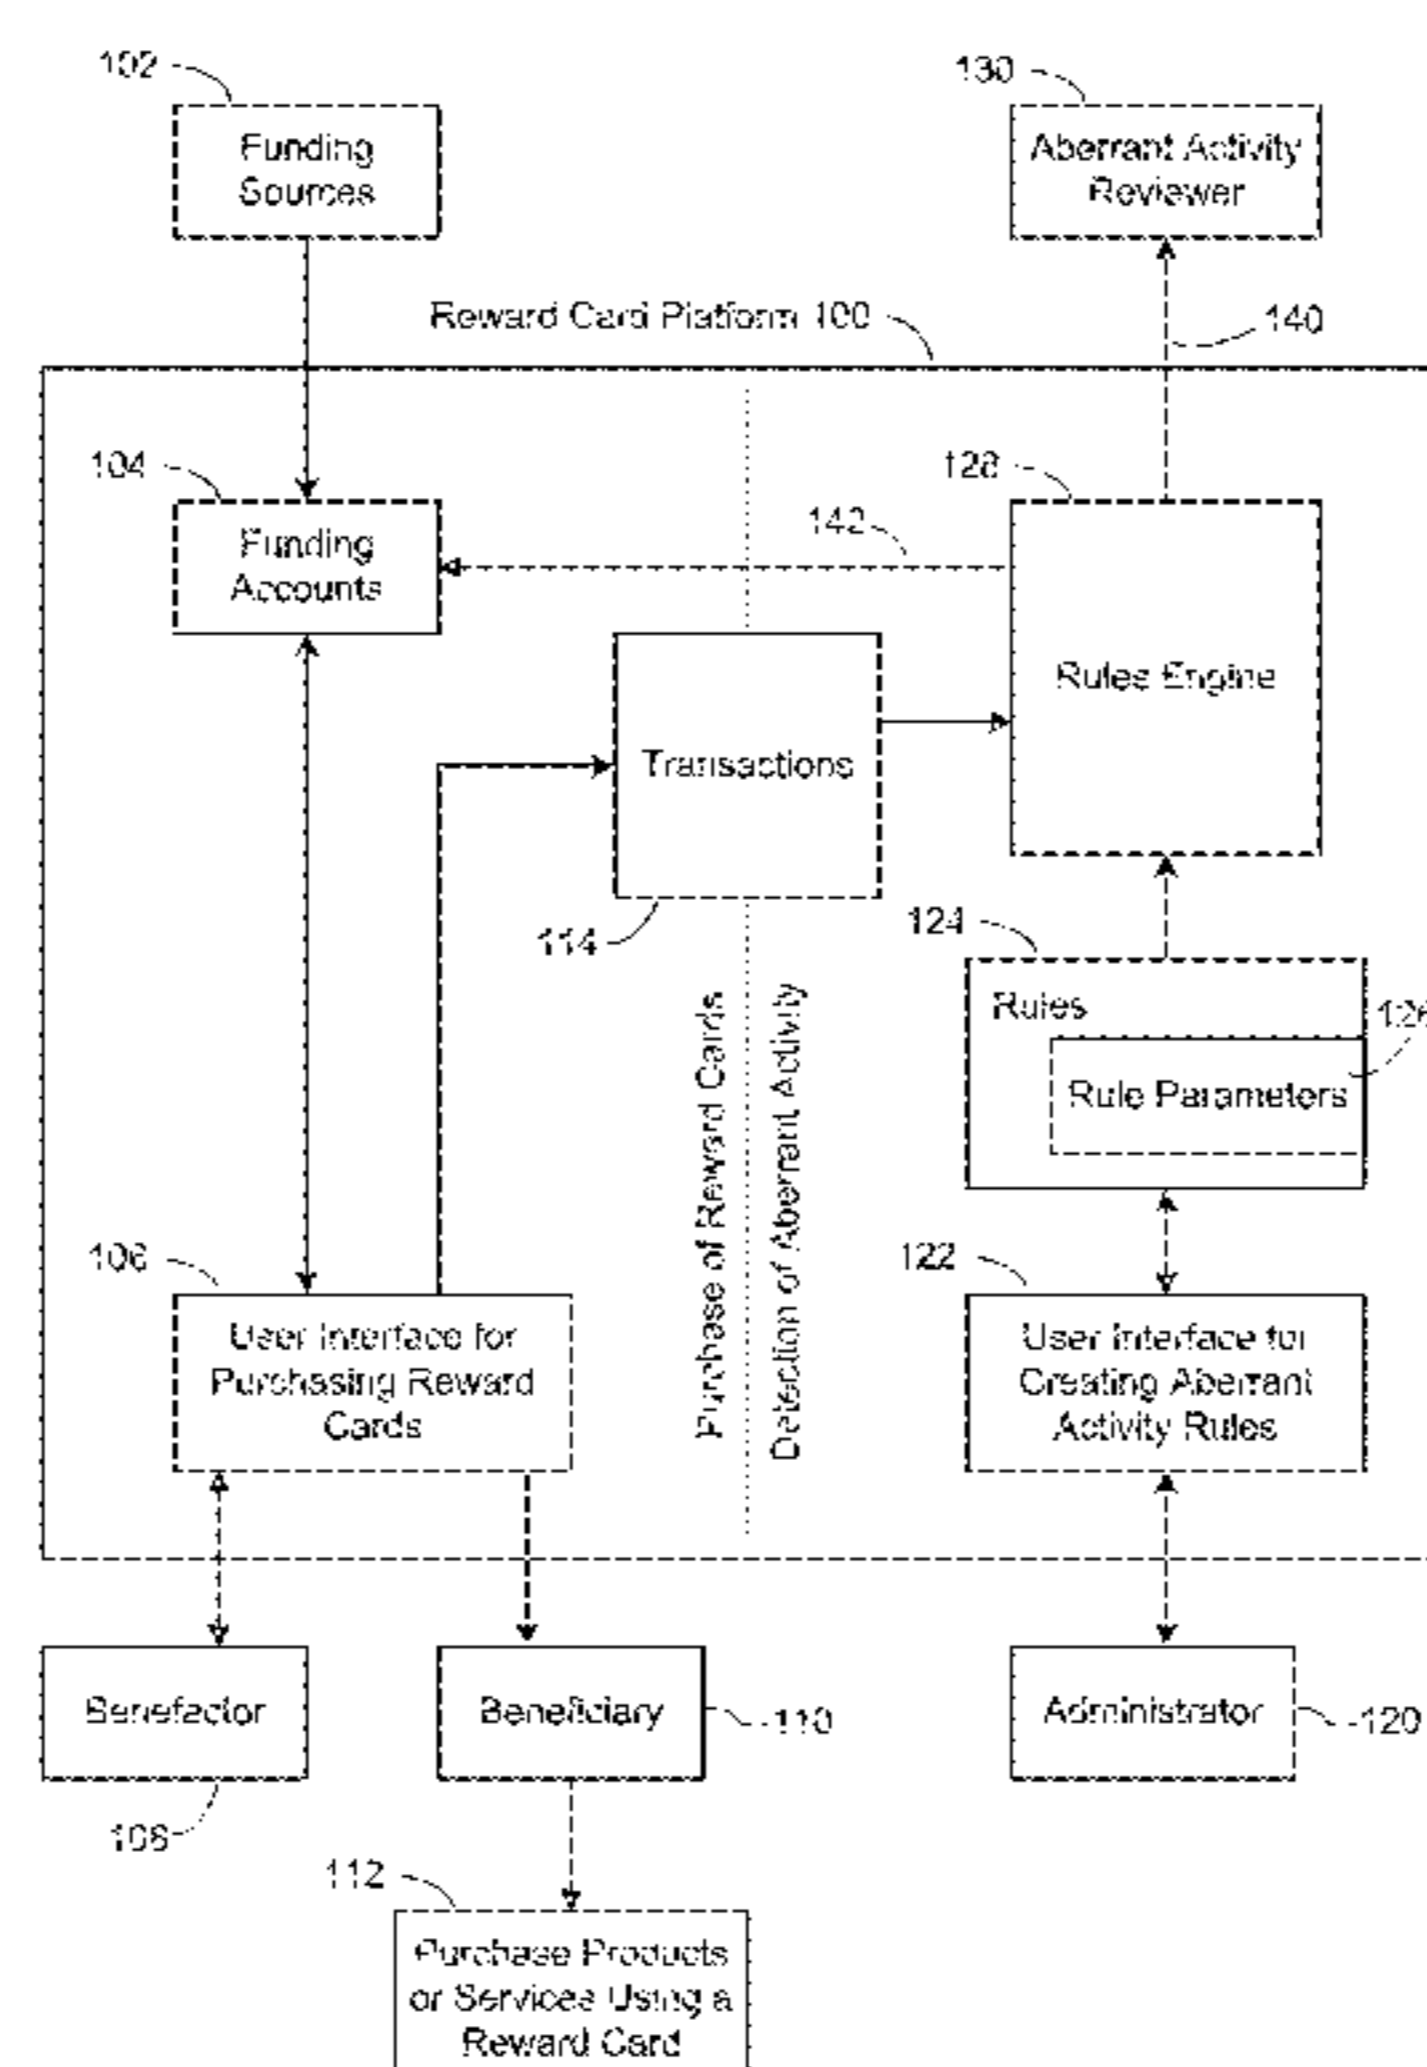 102
130
Funding
Sources
Aberrant Activity
Reviewer
Reward Card Platform 100
140
104
128
142
Funding
Accounts
Rules Engine
Transactions
114
124
Rules
126
Rule Parameters
Purchase of Reward Cards
Detection of Aberrant Activity
106
122
User Interface for
Purchasing Reward
Cards
User Interface for
Creating Aberrant
Activity Rules
Benefactor
Beneficiary
110
Administrator
120
108
112
Purchase Products
or Services Using a
Reward Card